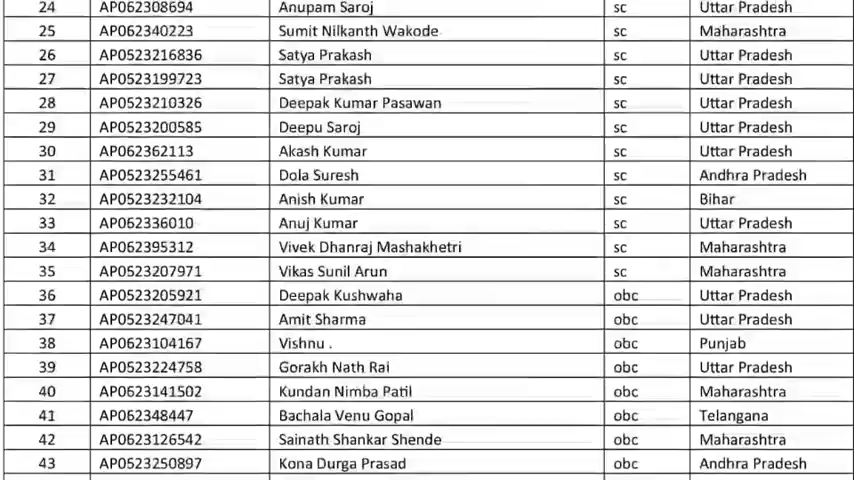 24 AP062308694 Anupam Saroj sc Uttar Pradesh
25 AP062340223 Sumit Nilkanth Wakode sc Maharashtra
26 AP0523216836 Satya Prakash sc Uttar Pradesh
27 AP0523199723 Satya Prakash sc Uttar Pradesh
28 AP0523210326 Deepak Kumar Pasawan sc Uttar Pradesh
29 AP0523200585 Deepu Saroj sc Uttar Pradesh
30 AP062362113 Akash Kumar sc Uttar Pradesh
31 AP0523255461 Dola Suresh sc Andhra Pradesh
32 AP0523232104 Anish Kumar sc Bihar
33 AP062336010 Anuj Kumar sc Uttar Pradesh
34 AP062395312 Vivek Dhanraj Mashakhetri sc Maharashtra
35 AP0523207971 Vikas Sunil Arun sc Maharashtra
36 AP0523205921 Deepak Kushwaha obc Uttar Pradesh
37 AP0523247041 Amit Sharma obc Uttar Pradesh
38 AP0623104167 Vishnu . obc Punjab
39 AP0523224758 Gorakh Nath Rai obc Uttar Pradesh
40 AP0623141502 Kundan Nimba Patil obc Maharashtra
41 AP062348447 Bachala Venu Gopal obc Telangana
42 AP0623126542 Sainath Shankar Shende obc Maharashtra
43 AP0523250897 Kona Durga Prasad obc Andhra Pradesh